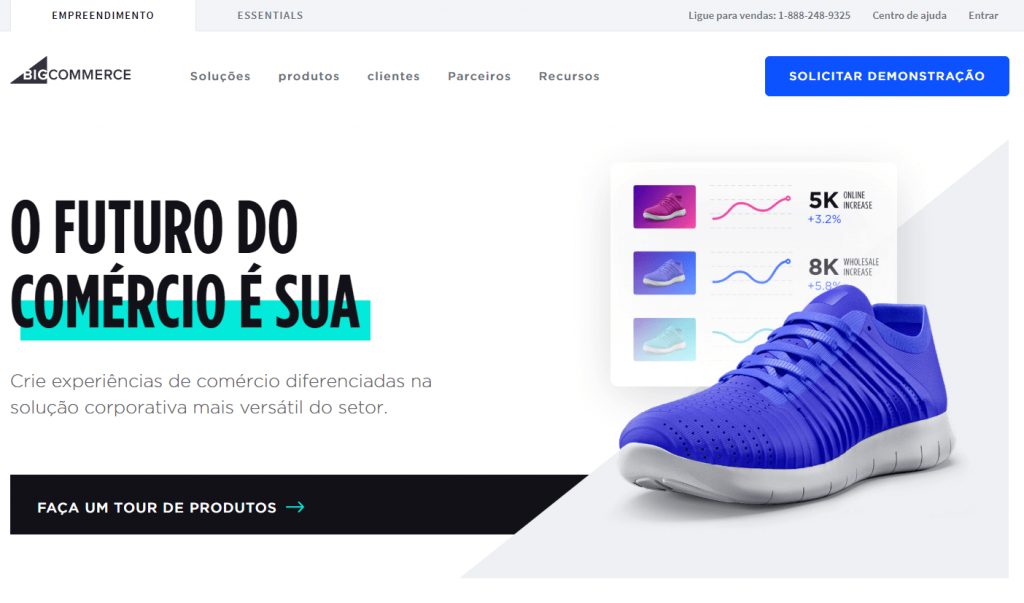 EMPREENDIMENTO ESSENTIALS Ligue para vendas: 1-888-248-9325 Centro de ajuda Entrar
BIGCOMMERCE Soluções produtos clientes Parceiros Recursos SOLICITAR DEMONSTRAÇÃO
O FUTURO DO
COMÉRCIO É SUA
Crie experiências de comércio diferenciadas na
solução corporativa mais versátil do setor.
FAÇA UM TOUR DE PRODUTOS
5K ONLINE
INCREASE
+3.2%
8K WHOLESALE
INCREASE
+5.8%